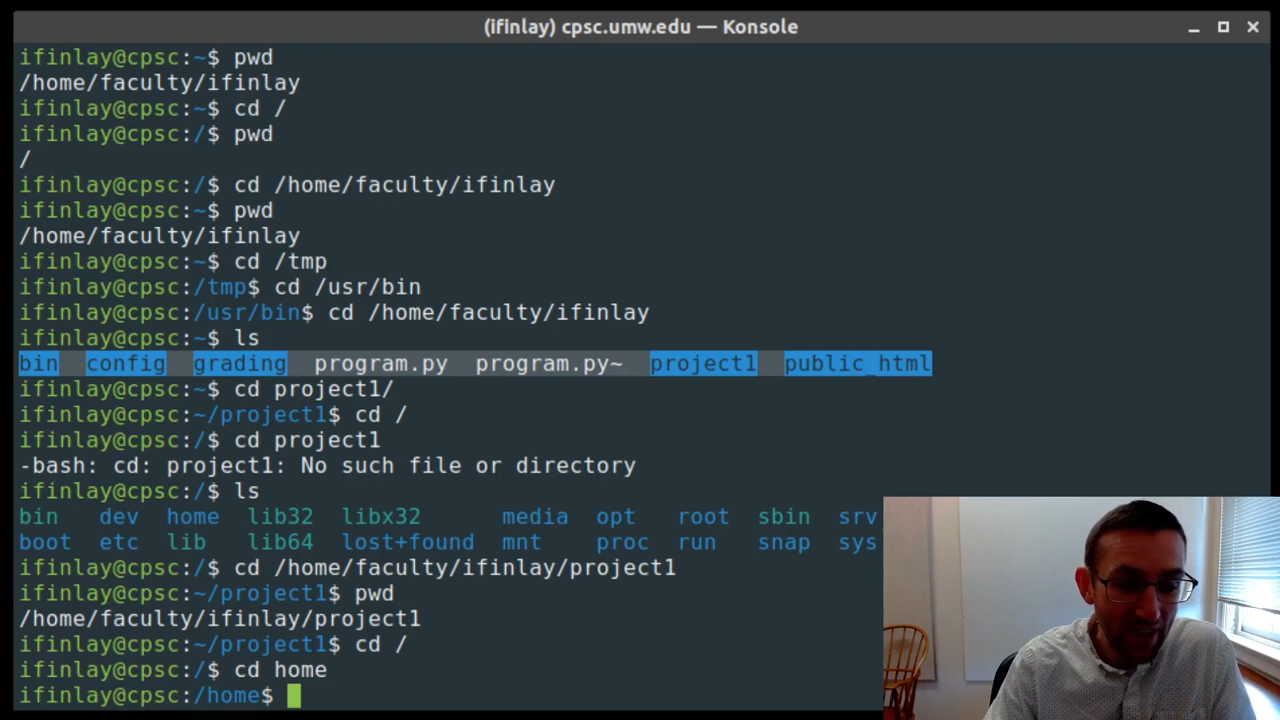 (ifinlay) cpsc.umw.edu — Konsole
ifinlay@cpsc:~$ pwd
/home/faculty/ifinlay
ifinlay@cpsc:~$ cd /
ifinlay@cpsc:/$ pwd
/
ifinlay@cpsc:/$ cd /home/faculty/ifinlay
ifinlay@cpsc:~$ pwd
/home/faculty/ifinlay
ifinlay@cpsc:~$ cd /tmp
ifinlay@cpsc:/tmp$ cd /usr/bin
ifinlay@cpsc:/usr/bin$ cd /home/faculty/ifinlay
ifinlay@cpsc:~$ ls
bin  config  grading  program.py  program.py~  project1  public_html
ifinlay@cpsc:~$ cd project1/
ifinlay@cpsc:~/project1$ cd /
ifinlay@cpsc:/$ cd project1
-bash: cd: project1: No such file or directory
ifinlay@cpsc:/$ ls
bin   dev  home  lib32  libx32      media  opt   root  sbin  srv
boot  etc  lib   lib64  lost+found  mnt    proc  run   snap  sys
ifinlay@cpsc:/$ cd /home/faculty/ifinlay/project1
ifinlay@cpsc:~/project1$ pwd
/home/faculty/ifinlay/project1
ifinlay@cpsc:~/project1$ cd /
ifinlay@cpsc:/$ cd home
ifinlay@cpsc:/home$